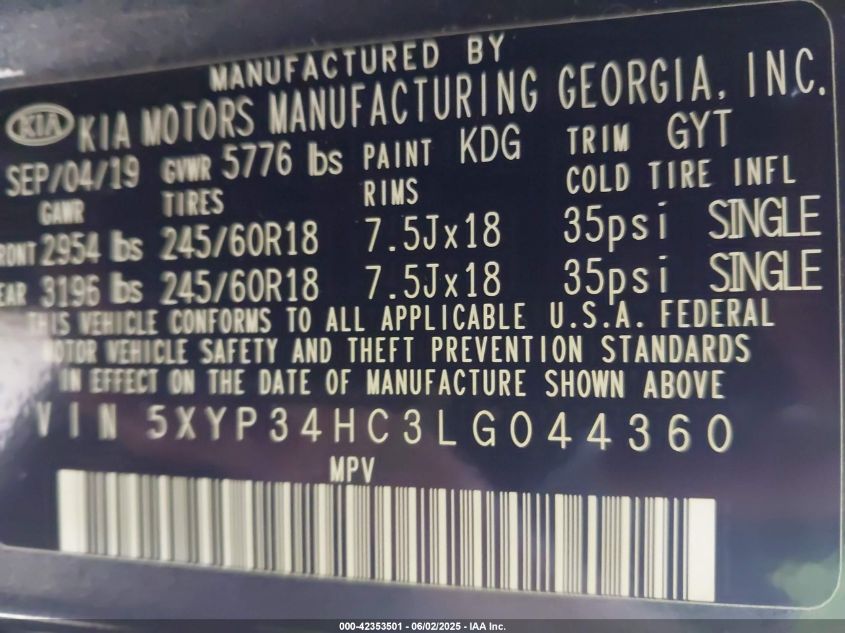 MANUFACTURED BY
KIA KIA MOTORS MANUFACTURING GEORGIA, INC.
SEP/04/19 GVWR 5776 lbs PAINT KDG TRIM GYT
GAWR TIRES RIMS COLD TIRE INFL
RONT 2954 lbs 245/60R18 7.5Jx18 35psi SINGLE
EAR 3196 lbs 245/60R18 7.5Jx18 35psi SINGLE
THIS VEHICLE CONFORMS TO ALL APPLICABLE U.S.A. FEDERAL
MOTOR VEHICLE SAFETY AND THEFT PREVENTION STANDARDS
IN EFFECT ON THE DATE OF MANUFACTURE SHOWN ABOVE
VIN 5XYP34HC3LG044360
MPV
000-42353501 - 06/02/2025 - IAA Inc.